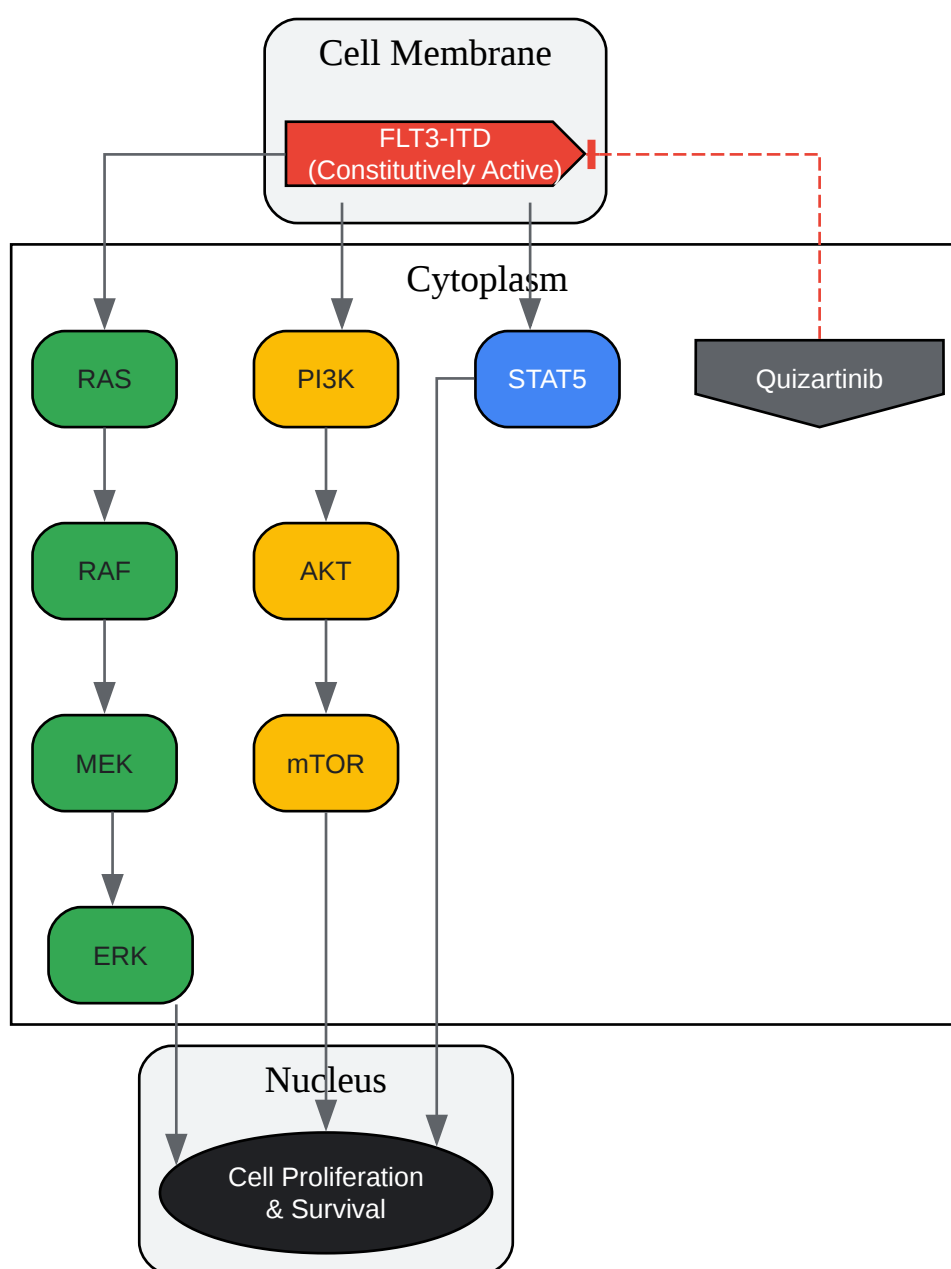 Cell Membrane
FLT3-ITD
(Constitutively Active)
Cytoplasm
RAS
PI3K
STAT5
Quizartinib
RAF
AKT
MEK
mTOR
ERK
Nucleus
Cell Proliferation
& Survival